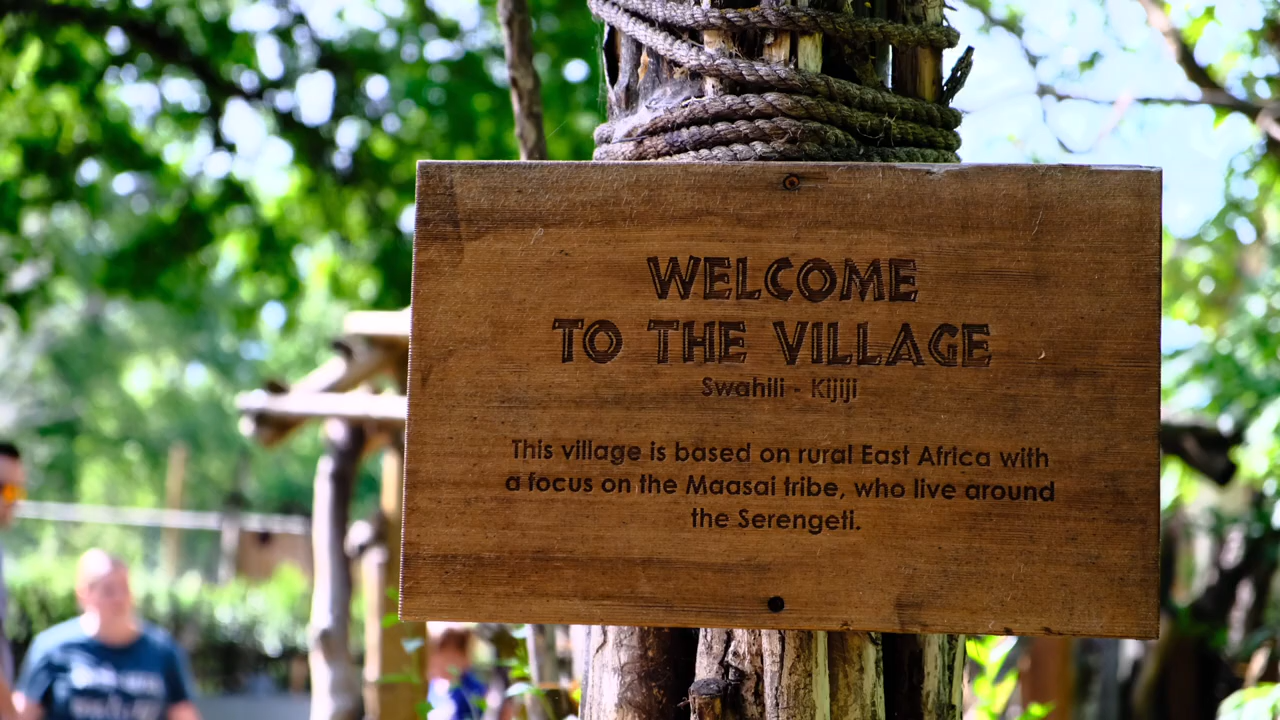 WELCOME
TO THE VILLAGE
Swahili - Kijiji
This village is based on rural East Africa with
a focus on the Maasai tribe, who live around
the Serengeti.